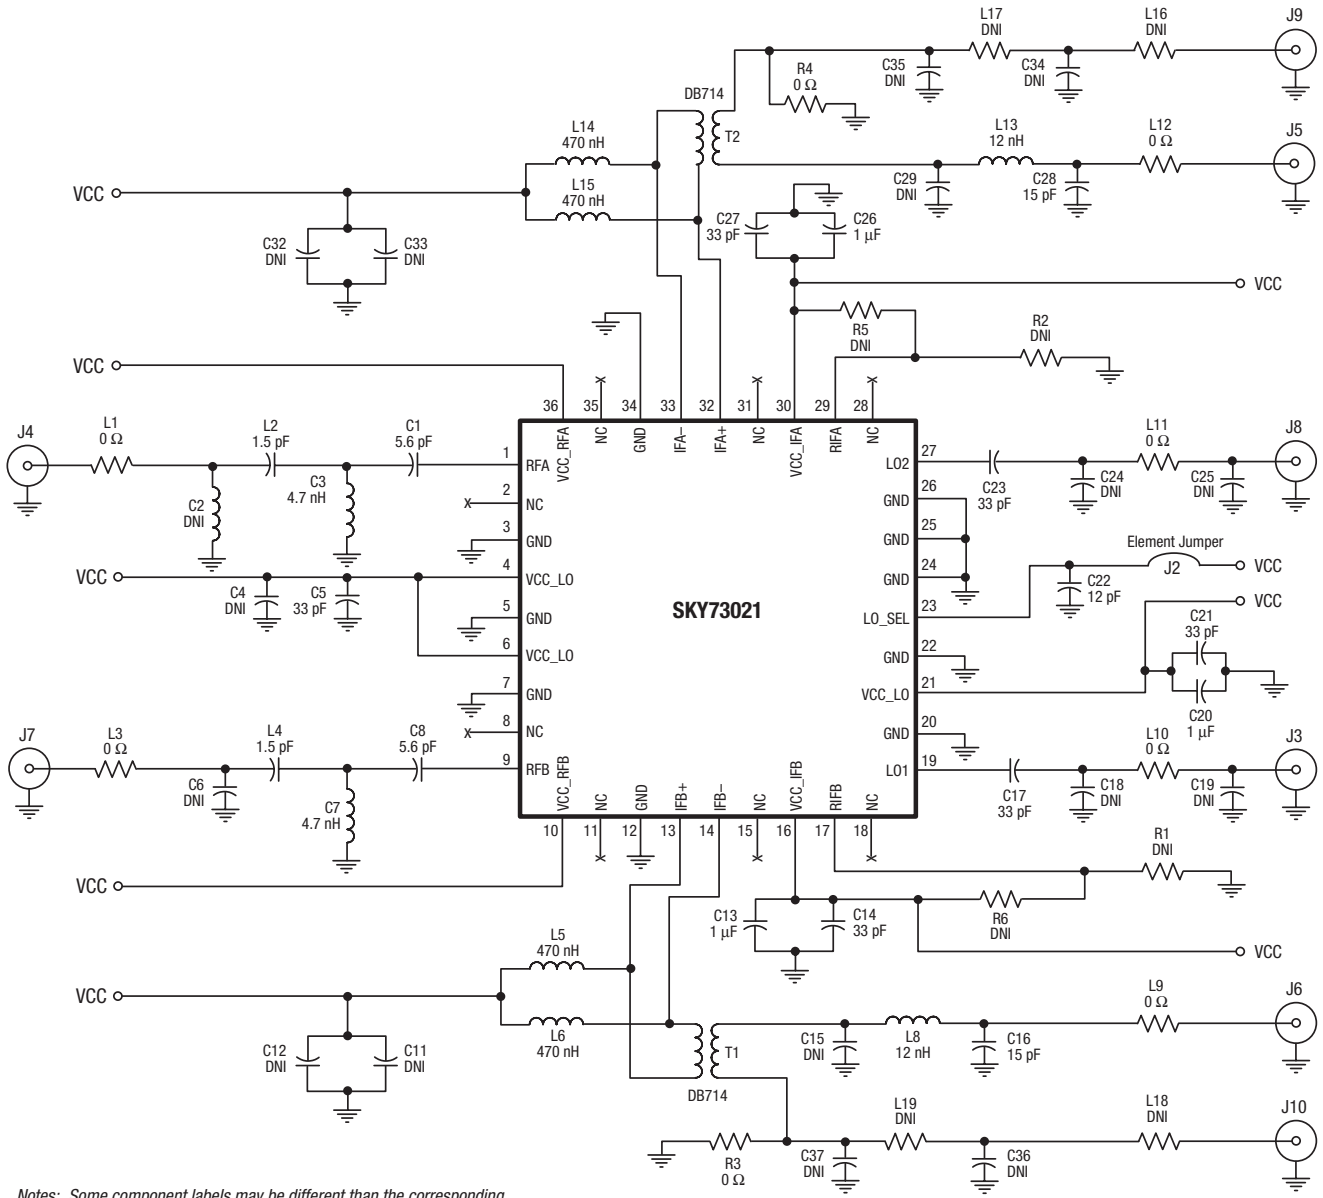 L17
DNI
L16
DNI
J9
C35
DNI
C34
DNI
R4
0 Ω
DB714
T2
L14
470 nH
L13
12 nH
L12
0 Ω
J5
L15
470 nH
C29
DNI
C28
15 pF
VCC
C27
33 pF
C26
1 μF
C32
DNI
C33
DNI
VCC
R5
DNI
R2
DNI
VCC
36
35
34
33
32
31
30
29
28
VCC_RFA
NC
GND
IFA–
IFA+
NC
VCC_IFA
RIFA
NC
J4
L1
0 Ω
L2
1.5 pF
C1
5.6 pF
C2
DNI
C3
4.7 nH
1
RFA
2
X
NC
3
GND
VCC
C4
DNI
C5
33 pF
4
VCC_LO
5
GND
6
VCC_LO
7
GND
8
X
NC
9
RFB
SKY73021
27
LO2
26
GND
25
GND
24
GND
23
LO_SEL
22
GND
21
VCC_LO
20
GND
19
LO1
C23
33 pF
C24
DNI
L11
0 Ω
C25
DNI
J8
Element Jumper
J2
VCC
C22
12 pF
VCC
C21
33 pF
C20
1 μF
J7
L3
0 Ω
L4
1.5 pF
C8
5.6 pF
C6
DNI
C7
4.7 nH
C17
33 pF
C18
DNI
L10
0 Ω
C19
DNI
J3
VCC_RFB
NC
GND
IFB+
IFB–
NC
VCC_IFB
RIFB
NC
10
11
12
13
14
15
16
17
18
R1
DNI
VCC
C13
1 μF
C14
33 pF
R6
DNI
VCC
L5
470 nH
VCC
L6
470 nH
C12
DNI
C11
DNI
T1
DB714
C15
DNI
L8
12 nH
C16
15 pF
L9
0 Ω
J6
R3
0 Ω
C37
DNI
L19
DNI
C36
DNI
L18
DNI
J10
Notes: Some component labels may be different than the corresponding